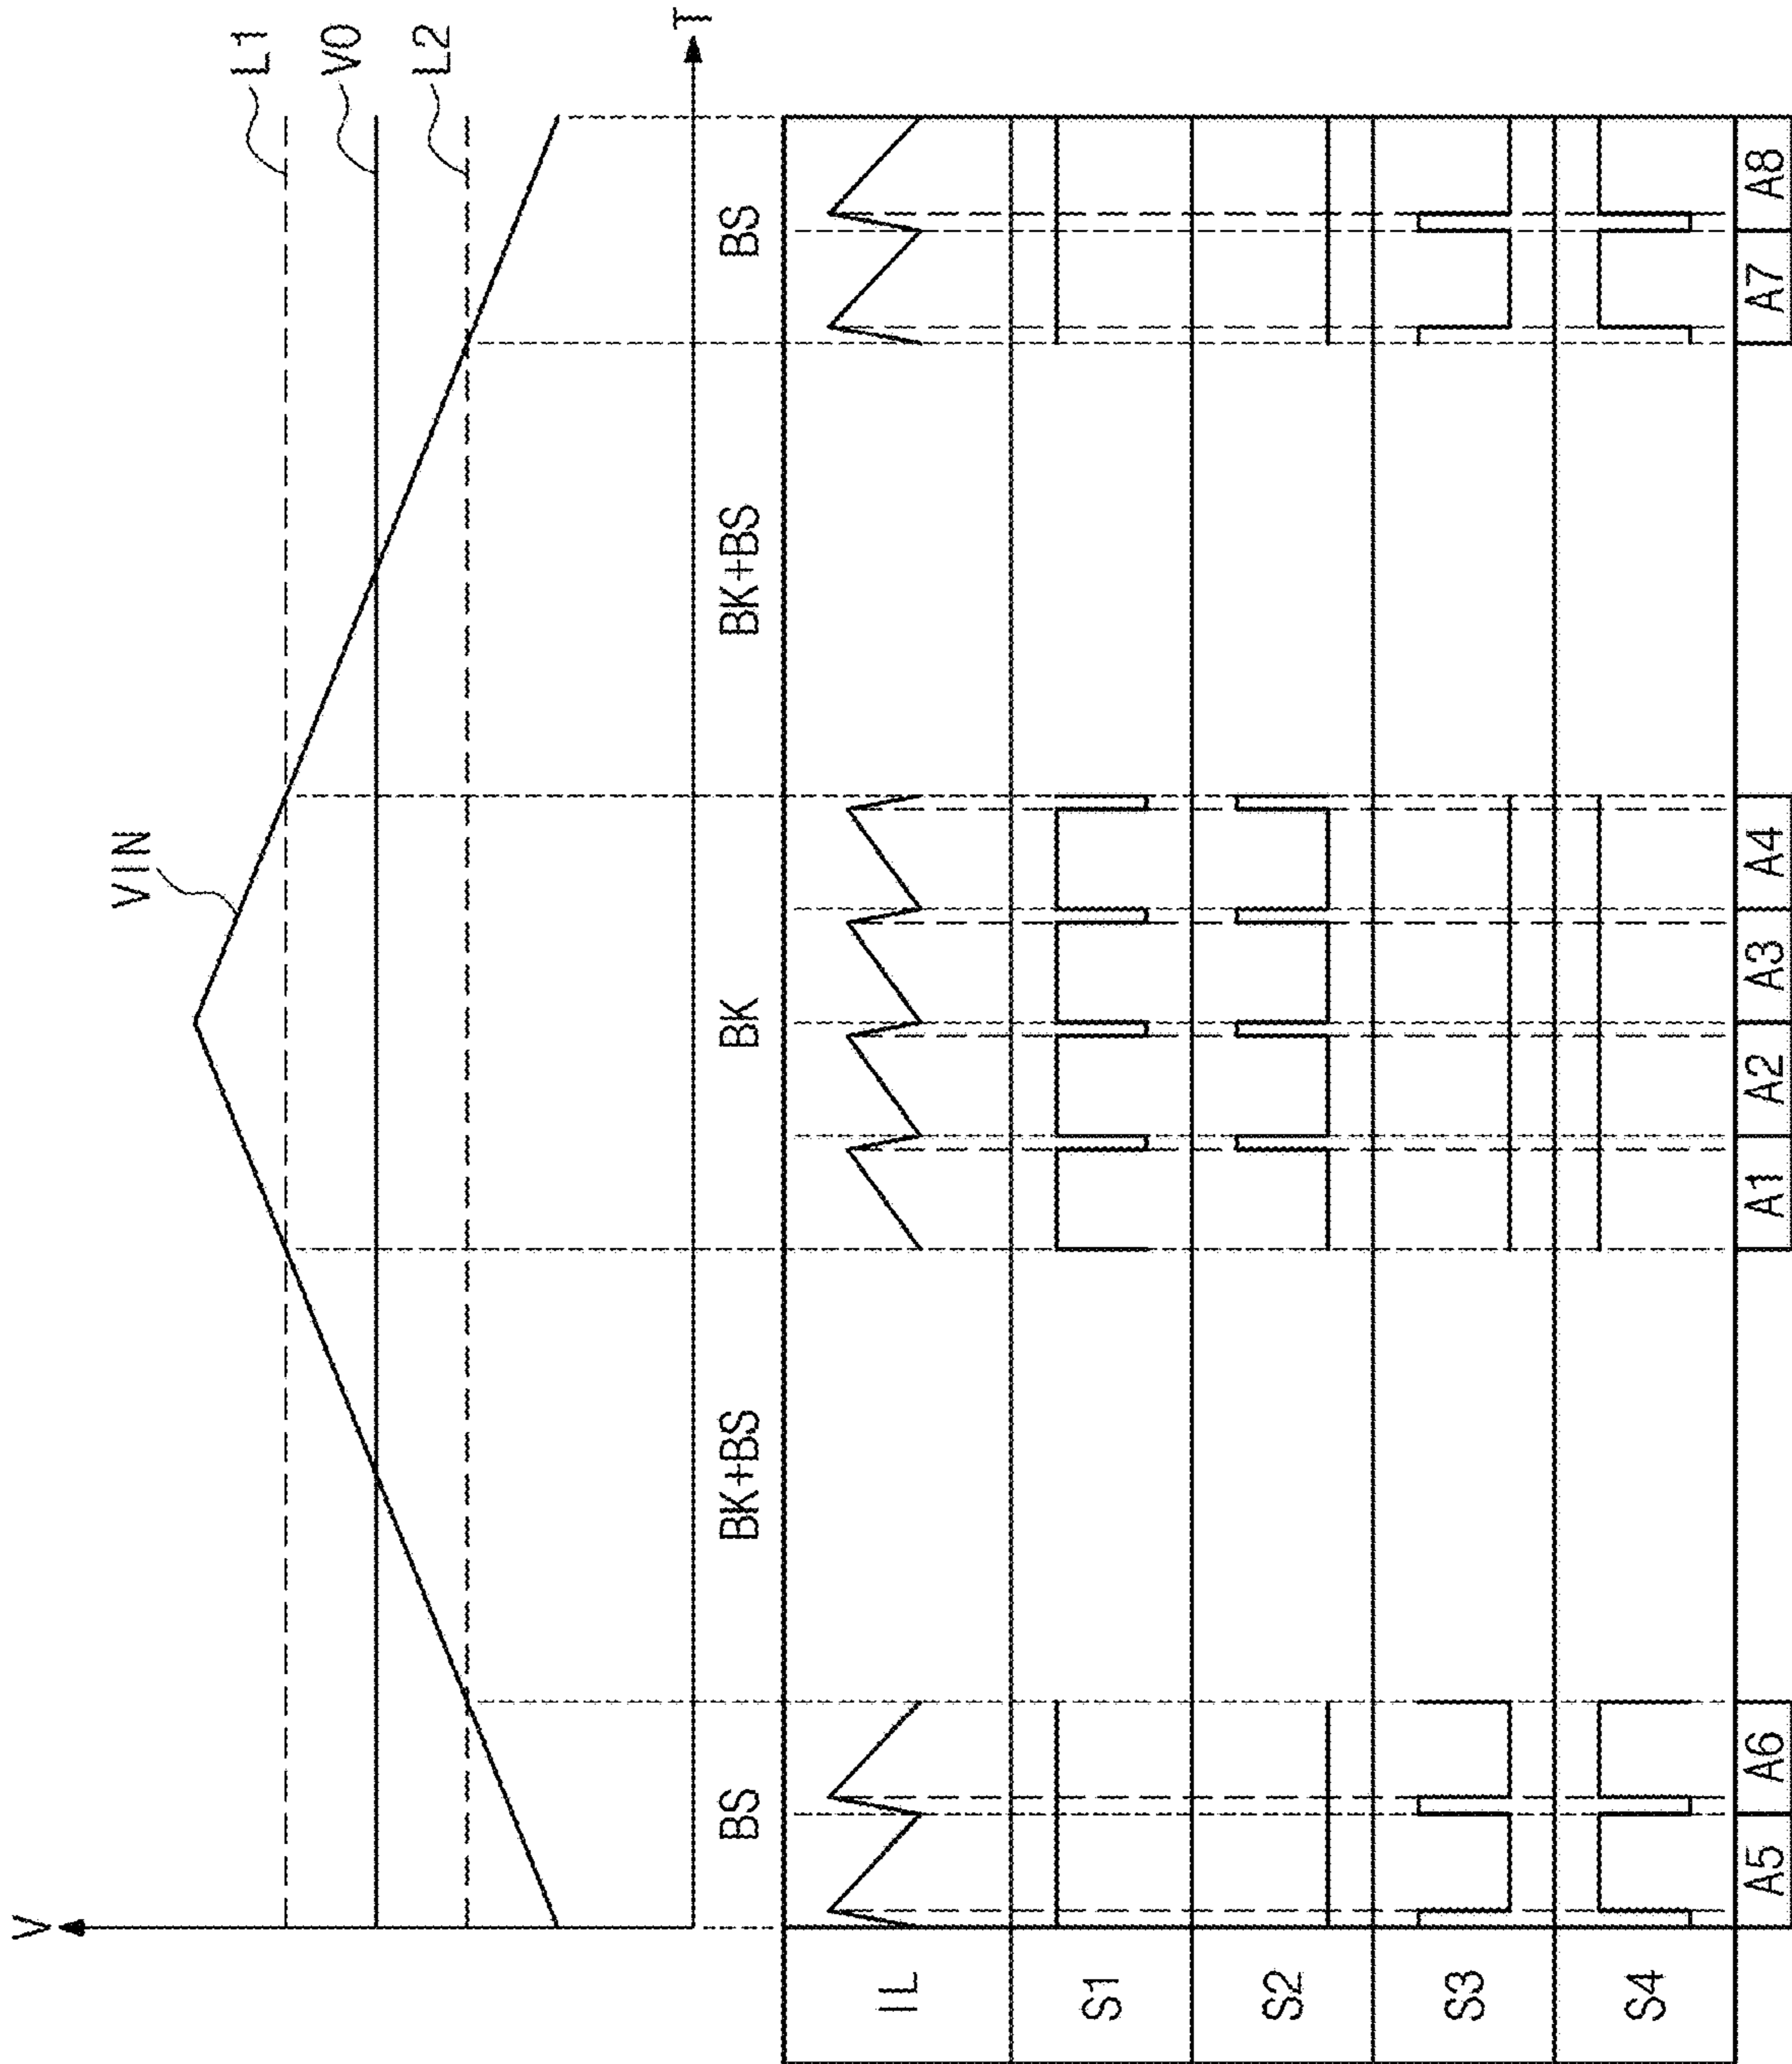 V
VIN
L1
VO
L2
T
BS BK+BS BK BK+BS BS
IL
S1
S2
S3
S4
A5 A6 A1 A2 A3 A4 A7 A8